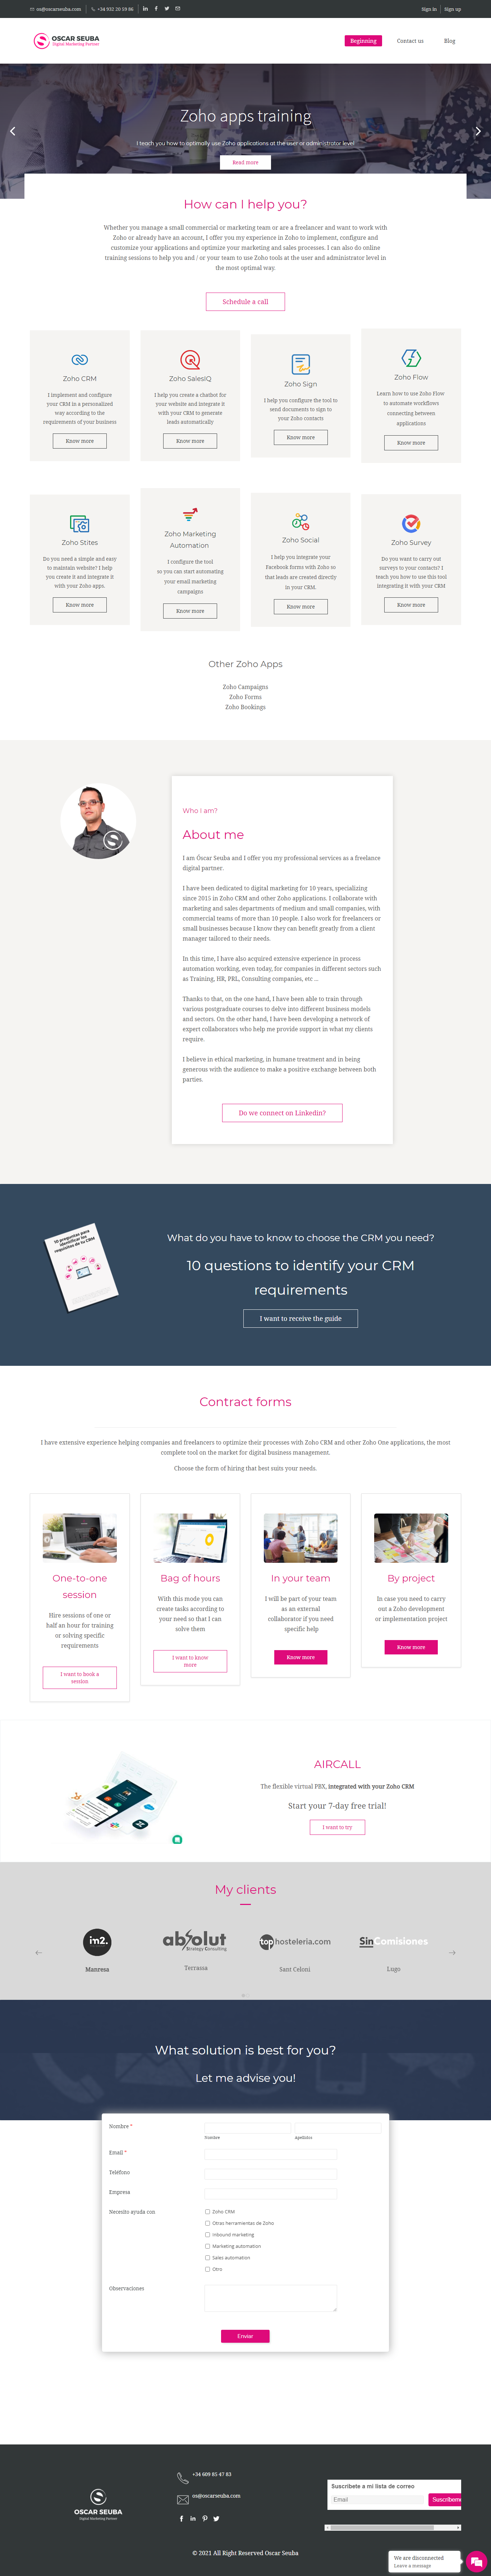 os@oscarseuba.com
+34 932 20 59 86
Sign in
Sign up
OSCAR SEUBA
Digital Marketing Partner
Beginning
Contact us
Blog
Zoho apps training
I teach you how to optimally use Zoho applications at the user or administrator level
Read more
How can I help you?
Whether you manage a small commercial or marketing team or are a freelancer and want to work with
Zoho or already have an account, I offer you my experience in Zoho to implement, configure and
customize your applications and optimize your marketing and sales processes. I can also do online
training sessions to help you and / or your team to use Zoho tools at the user and administrator level in
the most optimal way.
Schedule a call
Zoho CRM
I implement and configure
your CRM in a personalized
way according to the
requirements of your business
Know more
Zoho SalesIQ
I help you create a chatbot for
your website and integrate it
with your CRM to generate
leads automatically
Know more
Zoho Sign
I help you configure the tool to
send documents to sign to
your Zoho contacts
Know more
Zoho Flow
Learn how to use Zoho Flow
to automate workflows
connecting between
applications
Know more
Zoho Stites
Do you need a simple and easy
to maintain website? I help
you create it and integrate it
with your Zoho apps.
Know more
Zoho Marketing
Automation
I configure the tool
so you can start automating
your email marketing
campaigns
Know more
Zoho Social
I help you integrate your
Facebook forms with Zoho so
that leads are created directly
in your CRM.
Know more
Zoho Survey
Do you want to carry out
surveys to your contacts? I
teach you how to use this tool
integrating it with your CRM
Know more
Other Zoho Apps
Zoho Campaigns
Zoho Forms
Zoho Bookings
Who I am?
About me
I am Óscar Seuba and I offer you my professional services as a freelance
digital partner.
I have been dedicated to digital marketing for 10 years, specializing
since 2015 in Zoho CRM and other Zoho applications. I collaborate with
marketing and sales departments of medium and small companies, with
commercial teams of more than 10 people. I also work for freelancers or
small businesses because I know they can benefit greatly from a client
manager tailored to their needs.
In this time, I have also acquired extensive experience in process
automation working, even today, for companies in different sectors such
as Training, HR, PRL, Consulting companies, etc ...
Thanks to that, on the one hand, I have been able to train through
various postgraduate courses to delve into different business models
and sectors. On the other hand, I have been developing a network of
expert collaborators who help me provide support in what my clients
require.
I believe in ethical marketing, in humane treatment and in being
generous with the audience to make a positive exchange between both
parties.
Do we connect on Linkedin?
10 preguntas para
identificar los
requisitos de tu CRM
What do you have to know to choose the CRM you need?
10 questions to identify your CRM
requirements
I want to receive the guide
Contract forms
I have extensive experience helping companies and freelancers to optimize their processes with Zoho CRM and other Zoho One applications, the most
complete tool on the market for digital business management.
Choose the form of hiring that best suits your needs.
One-to-one
session
Hire sessions of one or
half an hour for training
or solving specific
requirements
I want to book a
session
Bag of hours
With this mode you can
create tasks according to
your need so that I can
solve them
I want to know
more
In your team
I will be part of your team
as an external
collaborator if you need
specific help
Know more
By project
In case you need to carry
out a Zoho development
or implementation project
Know more
AIRCALL
The flexible virtual PBX, integrated with your Zoho CRM
Start your 7-day free trial!
I want to try
My clients
in2.
Manresa
absolut
Strategy Consulting
Terrassa
tophosteleria.com
Sant Celoni
SinComisiones
Lugo
What solution is best for you?
Let me advise you!
Nombre *
Nombre
Apellidos
Email *
Teléfono
Empresa
Necesito ayuda con
Zoho CRM
Otras herramientas de Zoho
Inbound marketing
Marketing automation
Sales automation
Otro
Observaciones
Enviar
OSCAR SEUBA
Digital Marketing Partner
+34 609 85 47 83
os@oscarseuba.com
Suscríbete a mi lista de correo
Email
Suscríbome
© 2021 All Right Reserved Oscar Seuba
We are disconnected
Leave a message